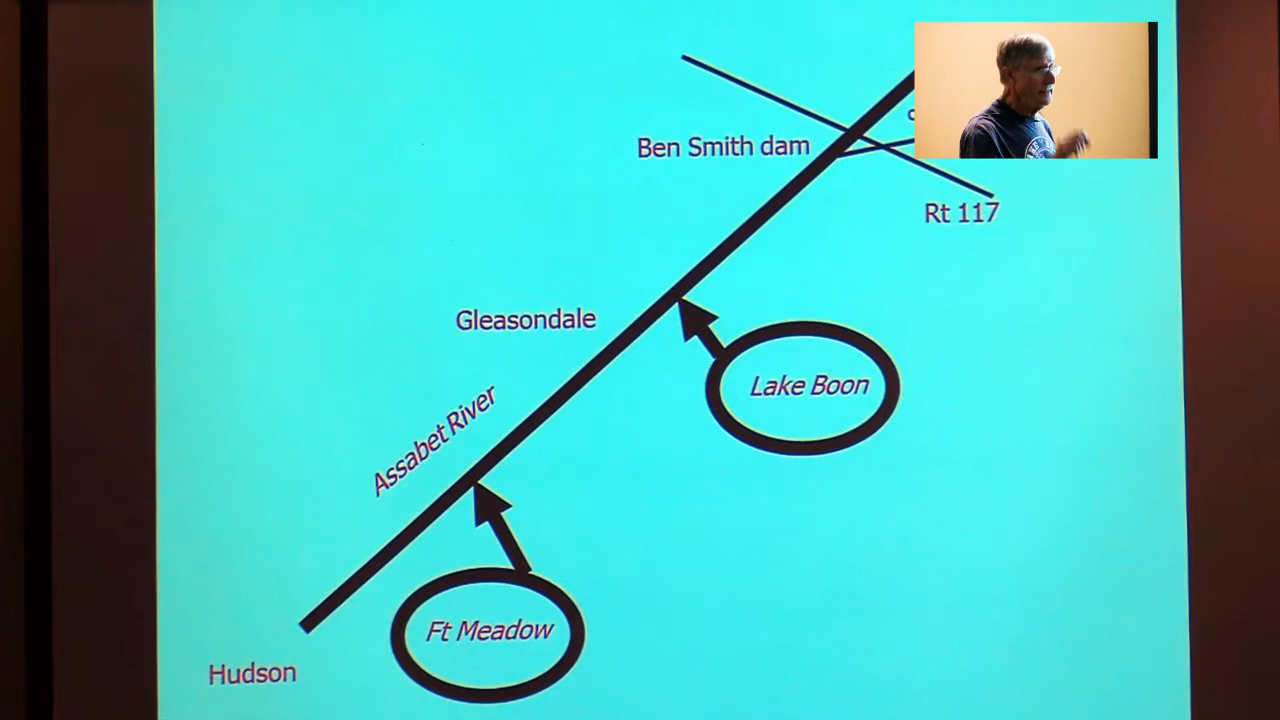 Ben Smith dam
Rt 117
Gleasondale
Lake Boon
Assabet River
Ft Meadow
Hudson